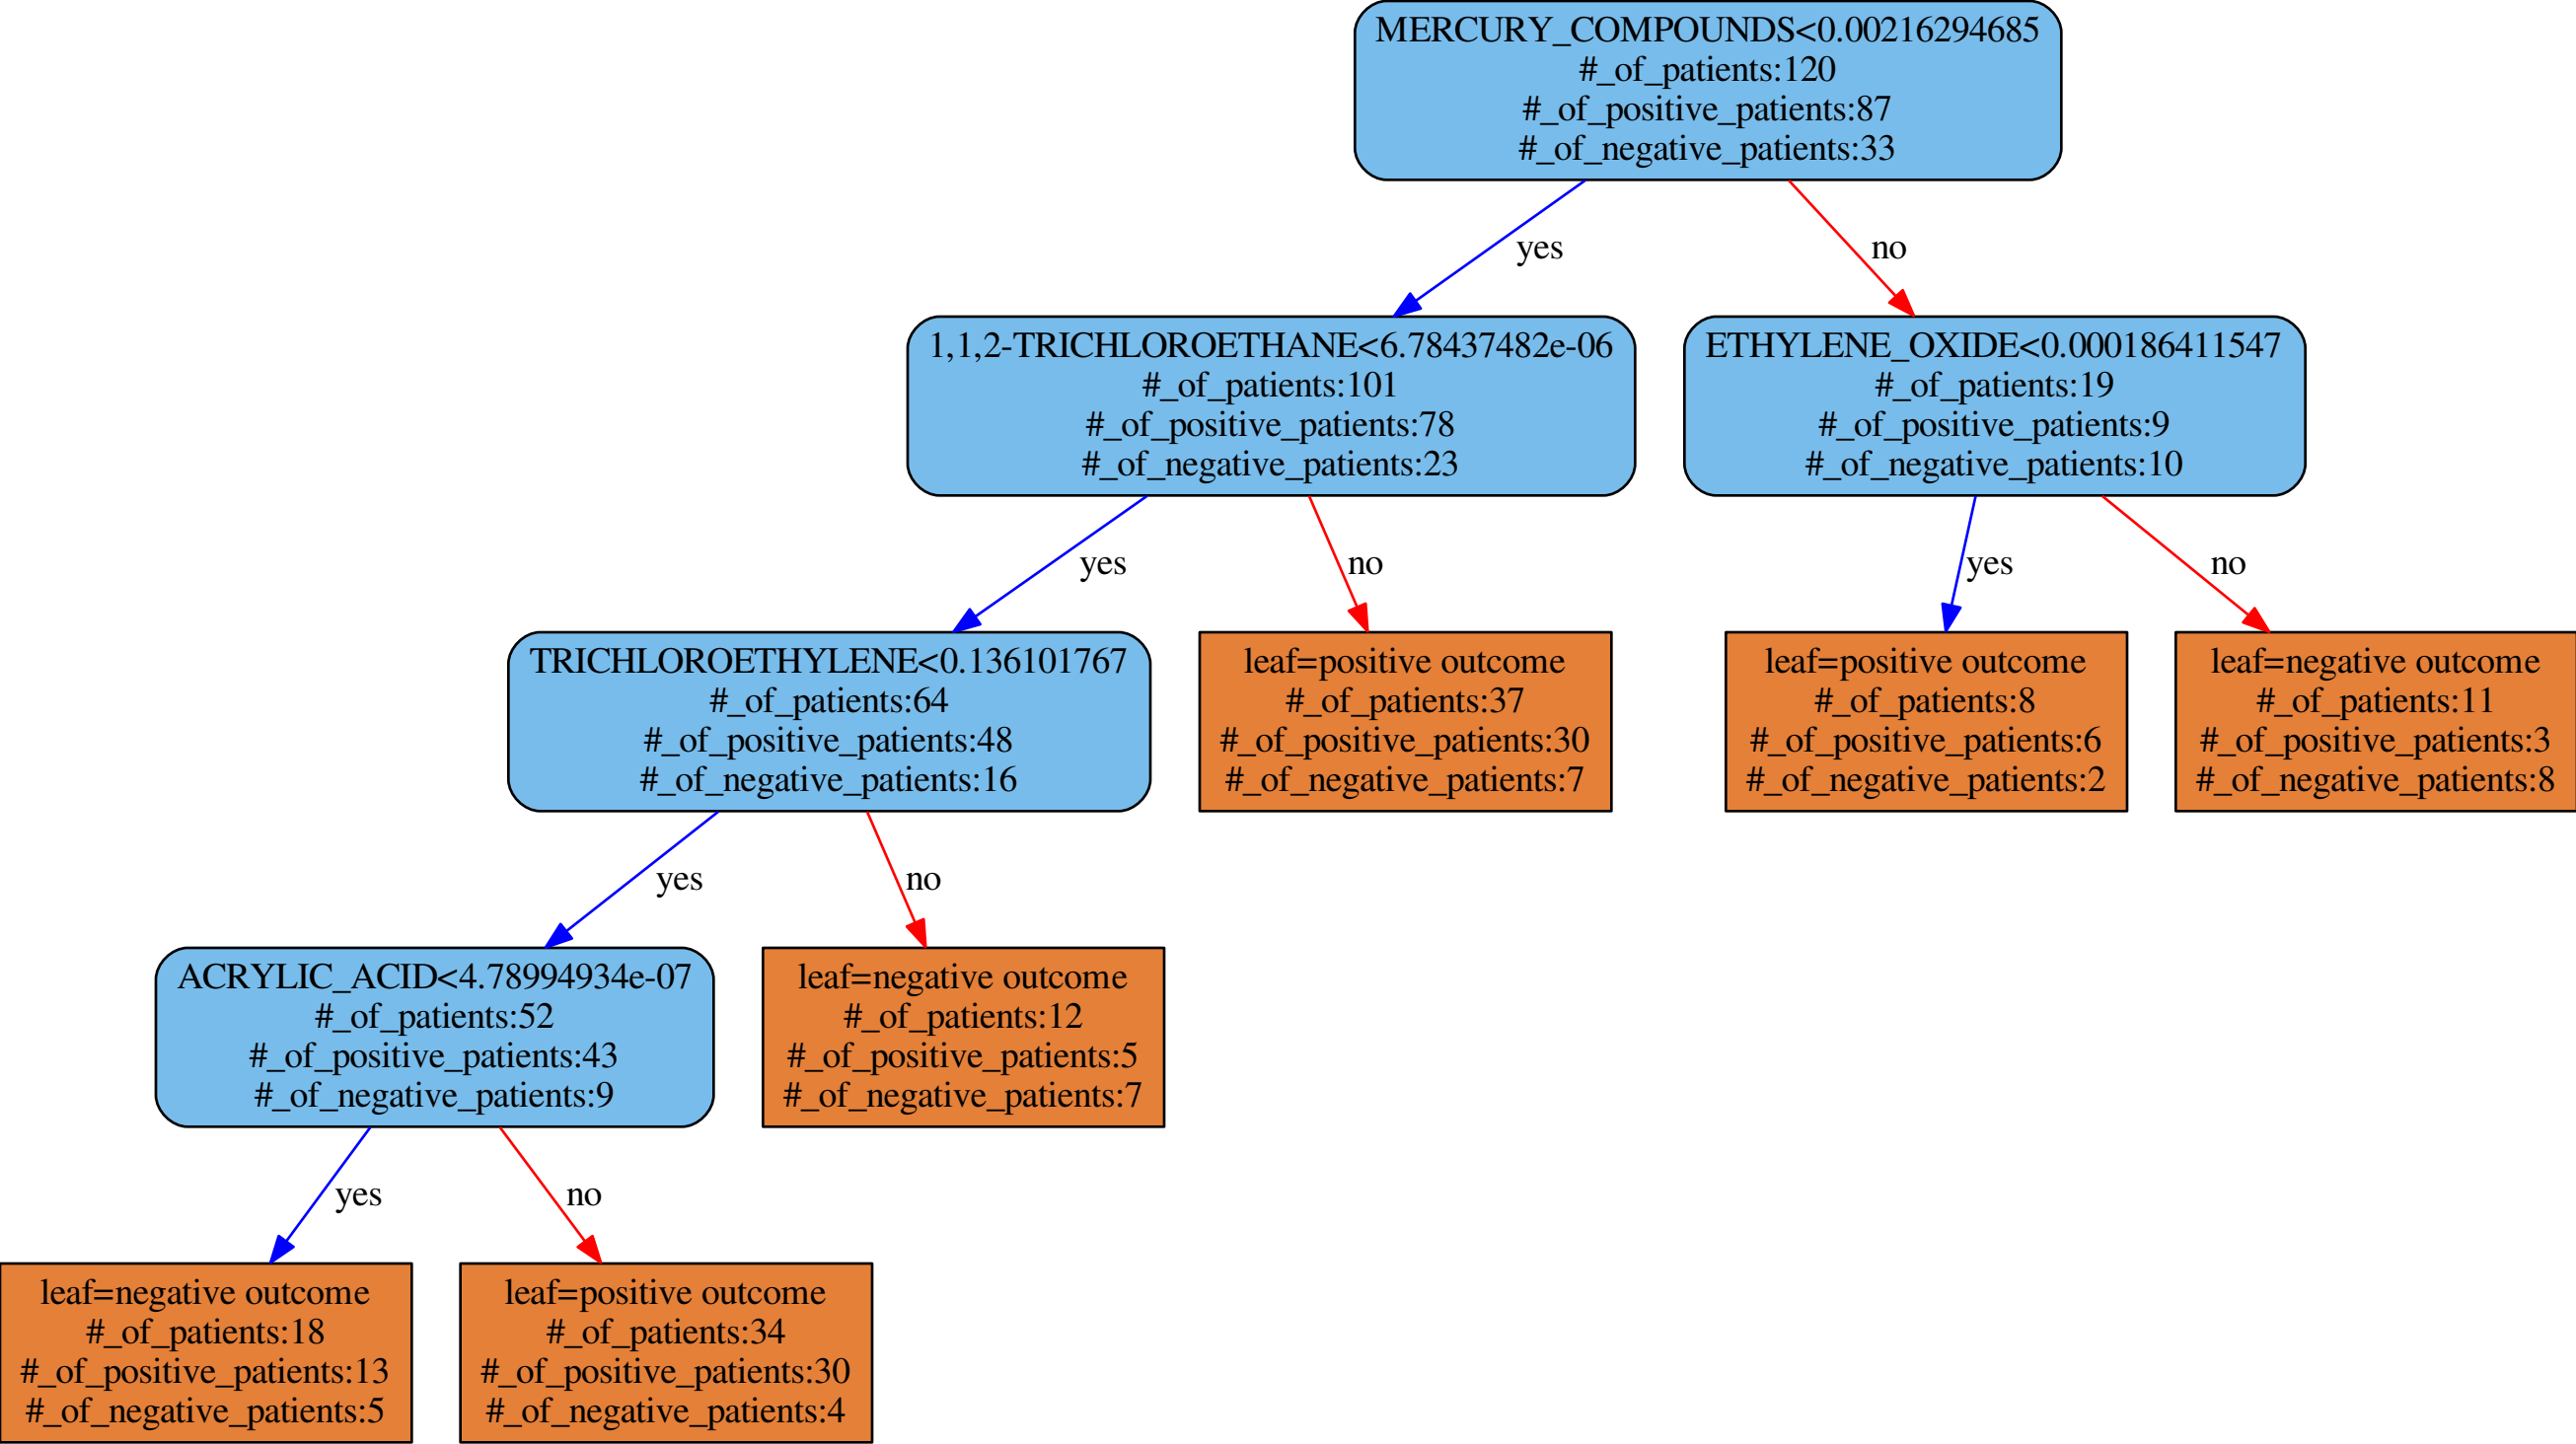 MERCURY_COMPOUNDS<0.00216294685
#_of_patients:120
#_of_positive_patients:87
#_of_negative_patients:33
yes
no
1,1,2-TRICHLOROETHANE<6.78437482e-06
#_of_patients:101
#_of_positive_patients:78
#_of_negative_patients:23
ETHYLENE_OXIDE<0.000186411547
#_of_patients:19
#_of_positive_patients:9
#_of_negative_patients:10
yes
no
yes
no
TRICHLOROETHYLENE<0.136101767
#_of_patients:64
#_of_positive_patients:48
#_of_negative_patients:16
leaf=positive outcome
#_of_patients:37
#_of_positive_patients:30
#_of_negative_patients:7
leaf=positive outcome
#_of_patients:8
#_of_positive_patients:6
#_of_negative_patients:2
leaf=negative outcome
#_of_patients:11
#_of_positive_patients:3
#_of_negative_patients:8
yes
no
ACRYLIC_ACID<4.78994934e-07
#_of_patients:52
#_of_positive_patients:43
#_of_negative_patients:9
leaf=negative outcome
#_of_patients:12
#_of_positive_patients:5
#_of_negative_patients:7
yes
no
leaf=negative outcome
#_of_patients:18
#_of_positive_patients:13
#_of_negative_patients:5
leaf=positive outcome
#_of_patients:34
#_of_positive_patients:30
#_of_negative_patients:4